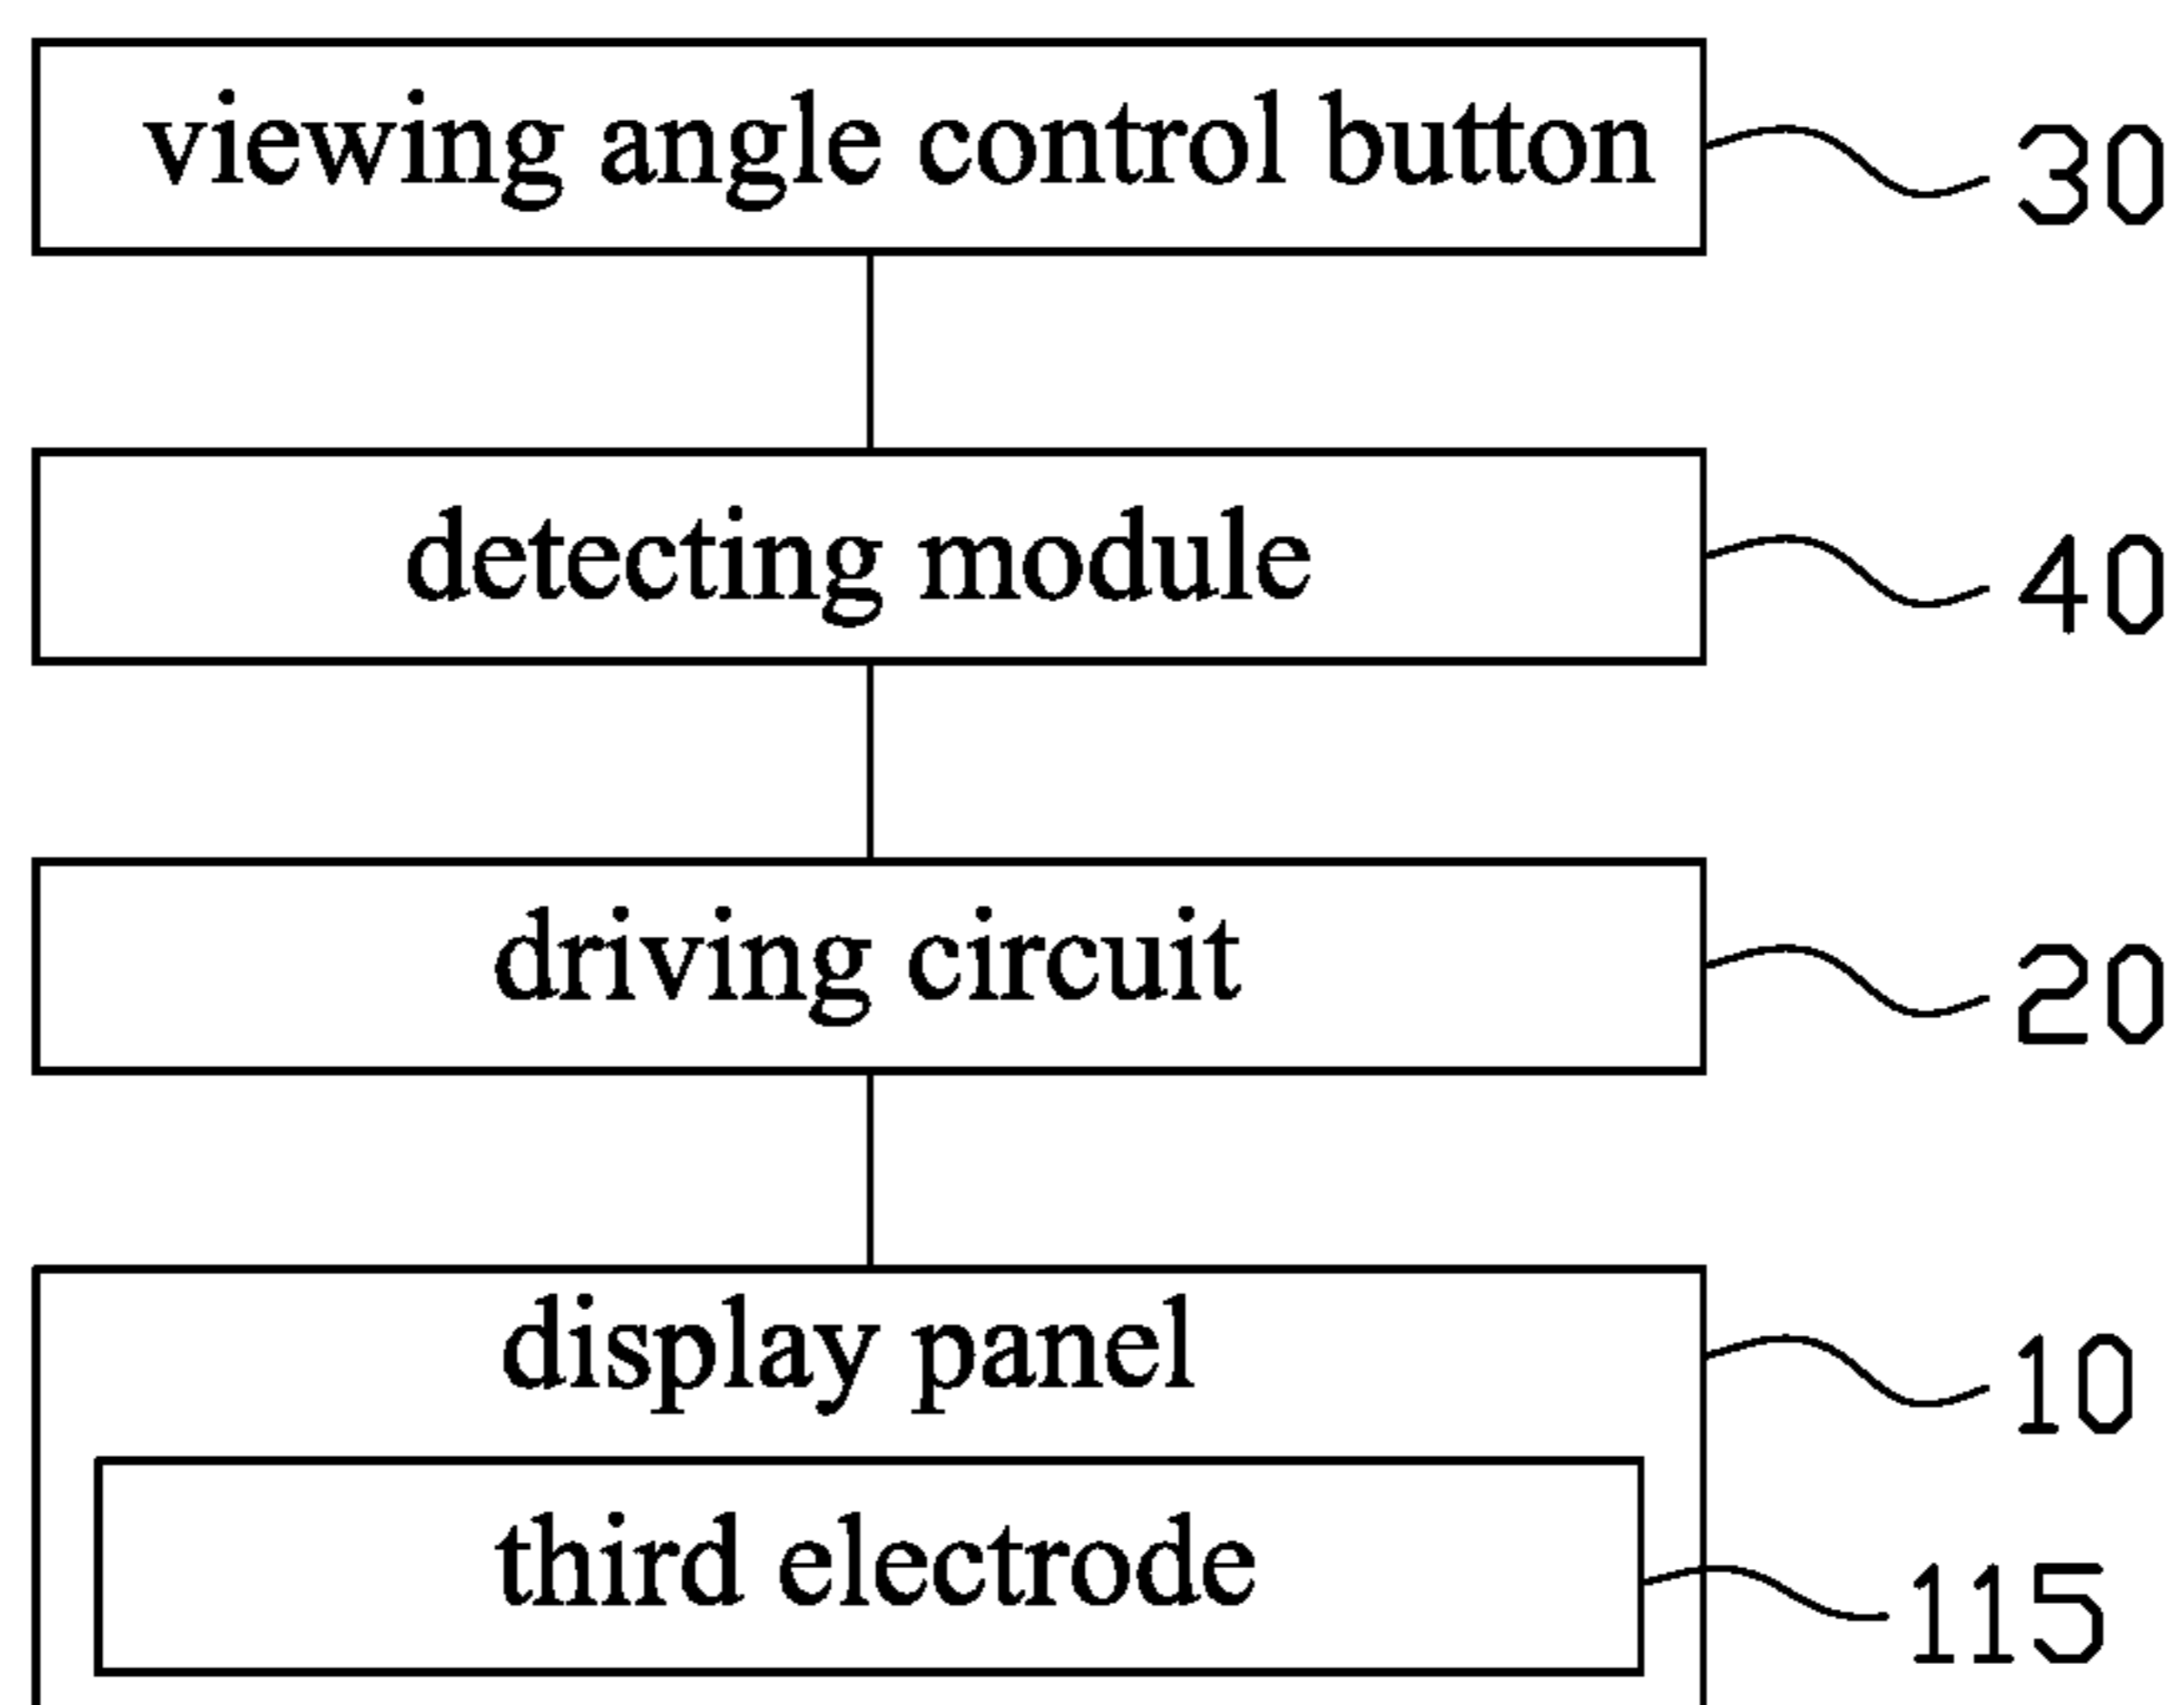 viewing angle control button 30
detecting module 40
driving circuit 20
display panel 10
third electrode 115